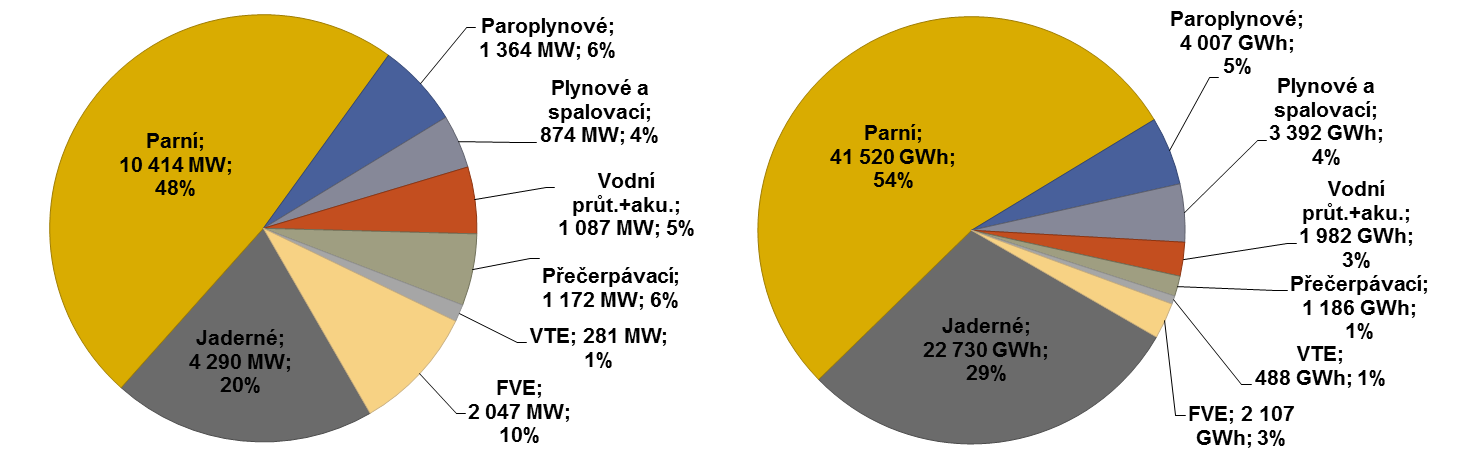 Paroplynové;
1 364 MW; 6%
Plynové a
spalovací;
874 MW; 4%
Parní;
10 414 MW;
48%
Vodní
průt.+aku.;
1 087 MW; 5%
Přečerpávací;
1 172 MW; 6%
VTE; 281 MW;
1%
Jaderné;
4 290 MW;
20%
FVE;
2 047 MW;
10%
Paroplynové;
4 007 GWh;
5%
Plynové a
spalovací;
3 392 GWh;
4%
Parní;
41 520 GWh;
54%
Vodní
průt.+aku.;
1 982 GWh;
3%
Přečerpávací;
1 186 GWh;
1%
Jaderné;
22 730 GWh;
29%
VTE;
488 GWh; 1%
FVE; 2 107
GWh; 3%